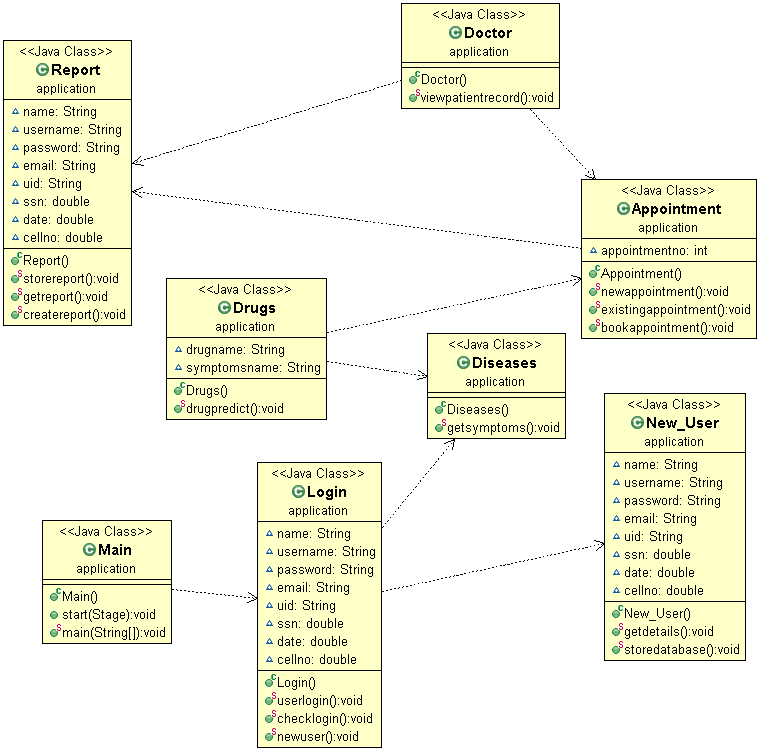 <<Java Class>>
Doctor
application
Doctor()
viewpatientrecord():void
<<Java Class>>
Report
application
name: String
username: String
password: String
email: String
uid: String
ssn: double
date: double
cellno: double
Report()
storereport():void
getreport():void
createreport():void
<<Java Class>>
Appointment
application
appointmentno: int
Appointment()
newappointment():void
existingappointment():void
bookappointment():void
<<Java Class>>
Drugs
application
drugname: String
symptomsname: String
Drugs()
drugpredict():void
<<Java Class>>
Diseases
application
Diseases()
getsymptoms():void
<<Java Class>>
New_User
application
name: String
username: String
password: String
email: String
uid: String
ssn: double
date: double
cellno: double
New_User()
getdetails():void
storedatabase():void
<<Java Class>>
Login
application
name: String
username: String
password: String
email: String
uid: String
ssn: double
date: double
cellno: double
Login()
userlogin():void
checklogin():void
newuser():void
<<Java Class>>
Main
application
Main()
start(Stage):void
main(String[]):void